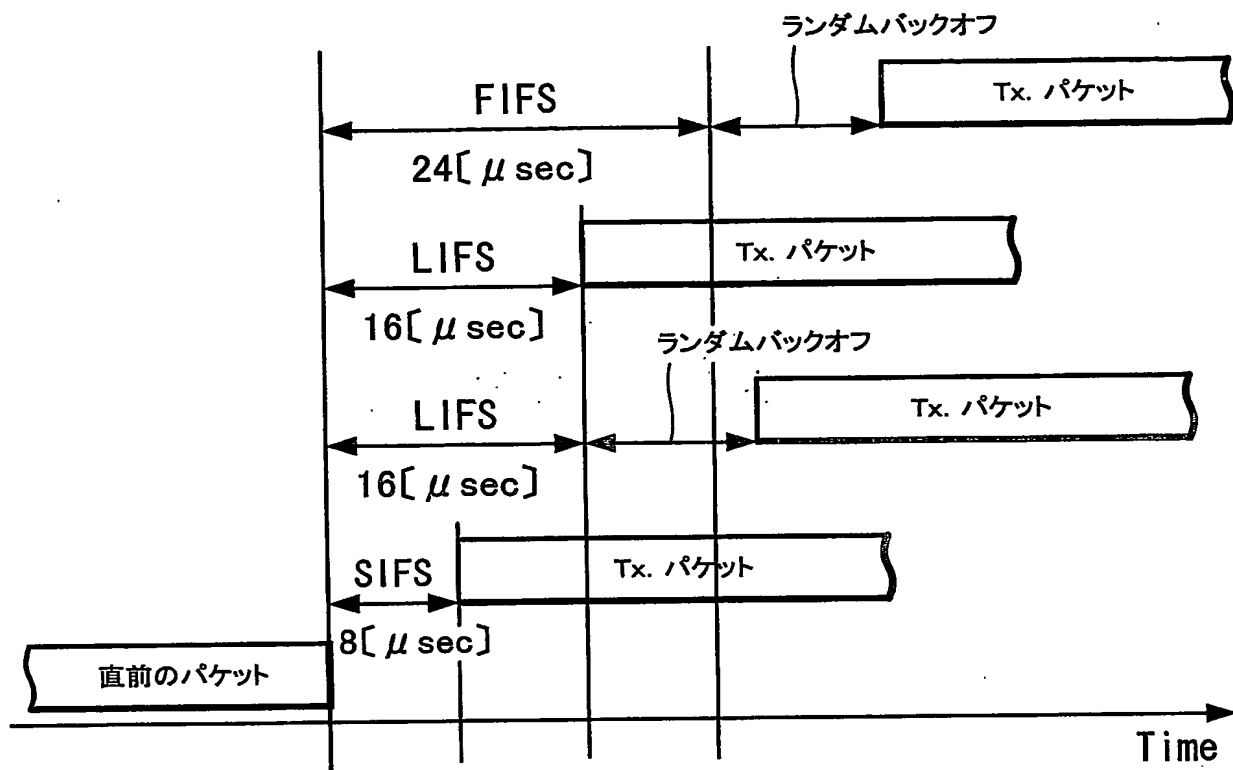 ランダムバックオフ
FIFS
Tx. パケット
24[μsec]
LIFS
Tx. パケット
16[μsec]
ランダムバックオフ
LIFS
Tx. パケット
16[μsec]
SIFS
Tx. パケット
8[μsec]
直前のパケット
Time